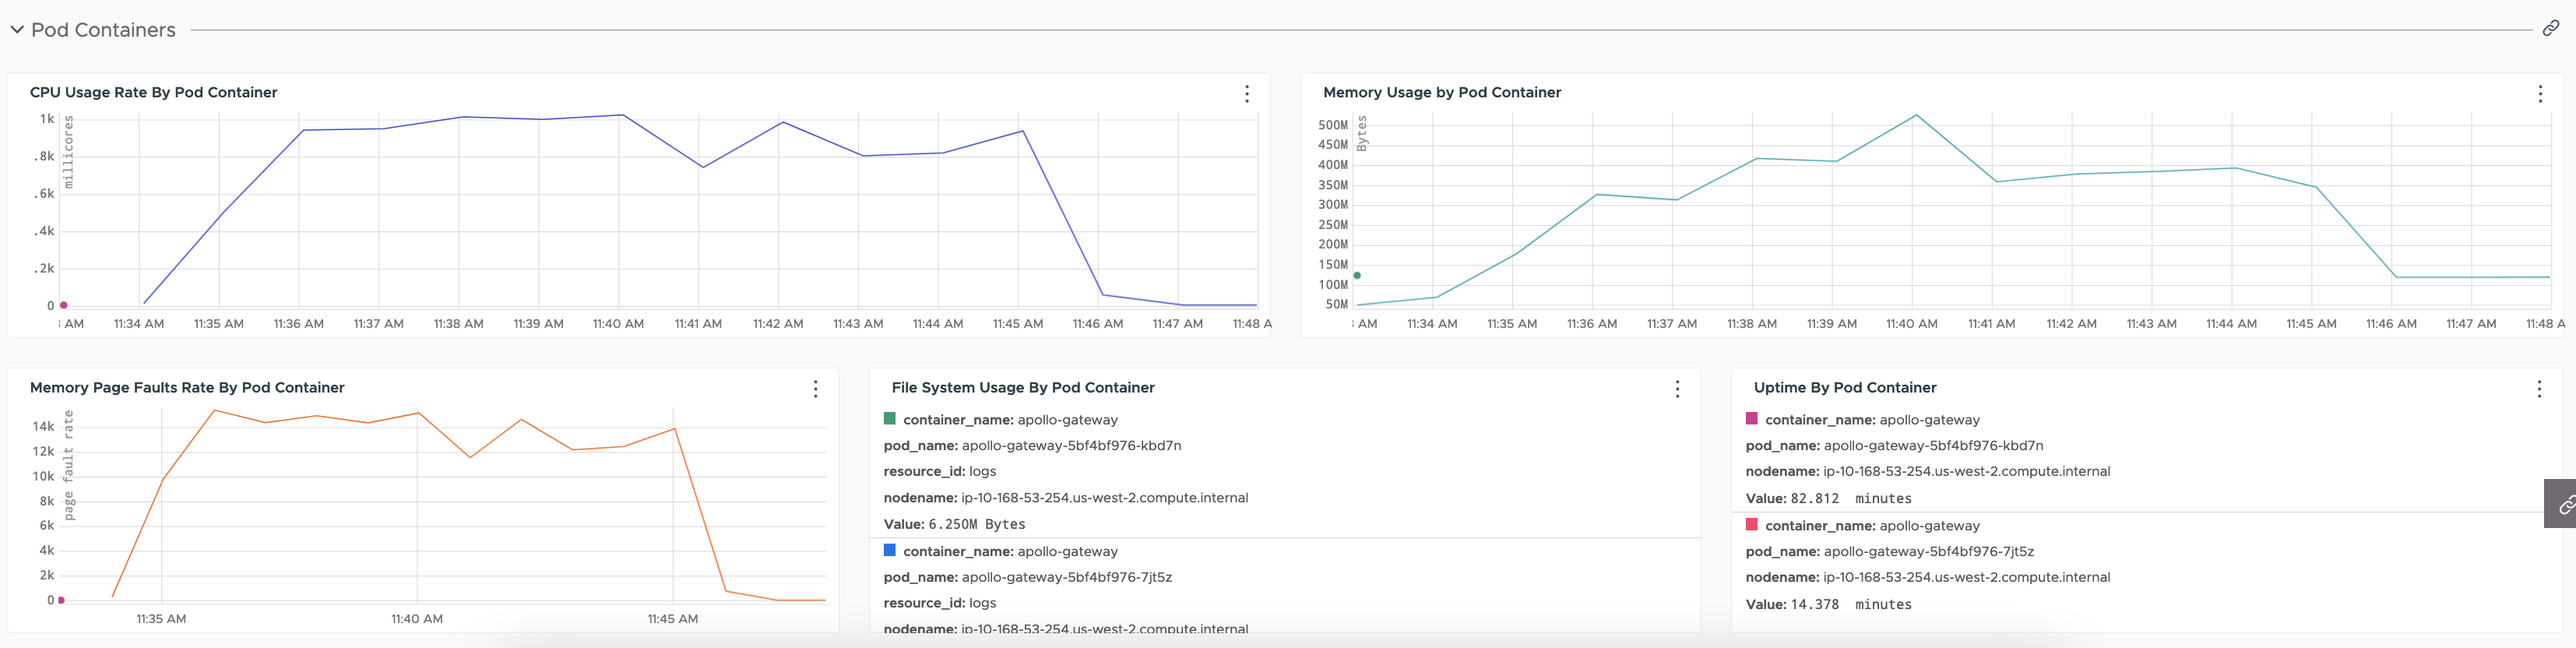 Pod Containers
CPU Usage Rate By Pod Container
1k
.8k
.6k
.4k
.2k
0
millicores
AM 11:34 AM 11:35 AM 11:36 AM 11:37 AM 11:38 AM 11:39 AM 11:40 AM 11:41 AM 11:42 AM 11:43 AM 11:44 AM 11:45 AM 11:46 AM 11:47 AM 11:48 A
Memory Usage by Pod Container
500M
450M
400M
350M
300M
250M
200M
150M
100M
50M
Bytes
AM 11:34 AM 11:35 AM 11:36 AM 11:37 AM 11:38 AM 11:39 AM 11:40 AM 11:41 AM 11:42 AM 11:43 AM 11:44 AM 11:45 AM 11:46 AM 11:47 AM 11:48 A
Memory Page Faults Rate By Pod Container
14k
12k
10k
8k
6k
4k
2k
0
page fault rate
11:35 AM 11:40 AM 11:45 AM
File System Usage By Pod Container
container_name: apollo-gateway
pod_name: apollo-gateway-5bf4bf976-kbd7n
resource_id: logs
nodename: ip-10-168-53-254.us-west-2.compute.internal
Value: 6.250M Bytes
container_name: apollo-gateway
pod_name: apollo-gateway-5bf4bf976-7jt5z
resource_id: logs
nodename: ip-10-168-53-254.us-west-2.compute.internal
Uptime By Pod Container
container_name: apollo-gateway
pod_name: apollo-gateway-5bf4bf976-kbd7n
nodename: ip-10-168-53-254.us-west-2.compute.internal
Value: 82.812 minutes
container_name: apollo-gateway
pod_name: apollo-gateway-5bf4bf976-7jt5z
nodename: ip-10-168-53-254.us-west-2.compute.internal
Value: 14.378 minutes